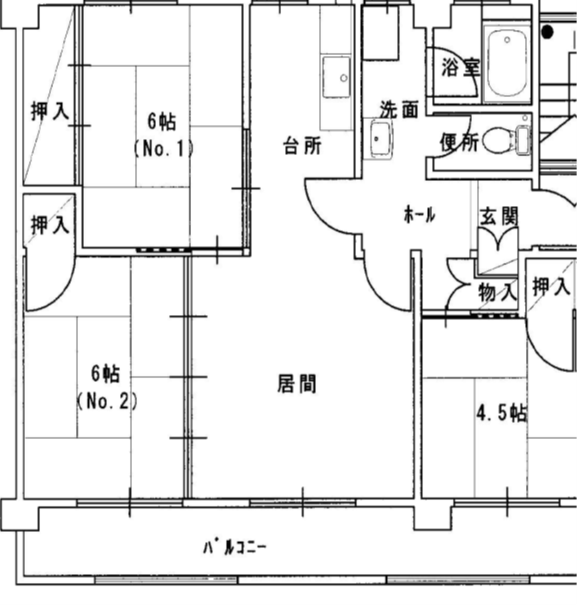 浴室
押入
洗面
6帖
(No.1)
台所
便所
押入
ﾎｰﾙ
玄関
物入
押入
6帖
(No.2)
居間
4.5帖
ﾊﾞﾙｺﾆｰ